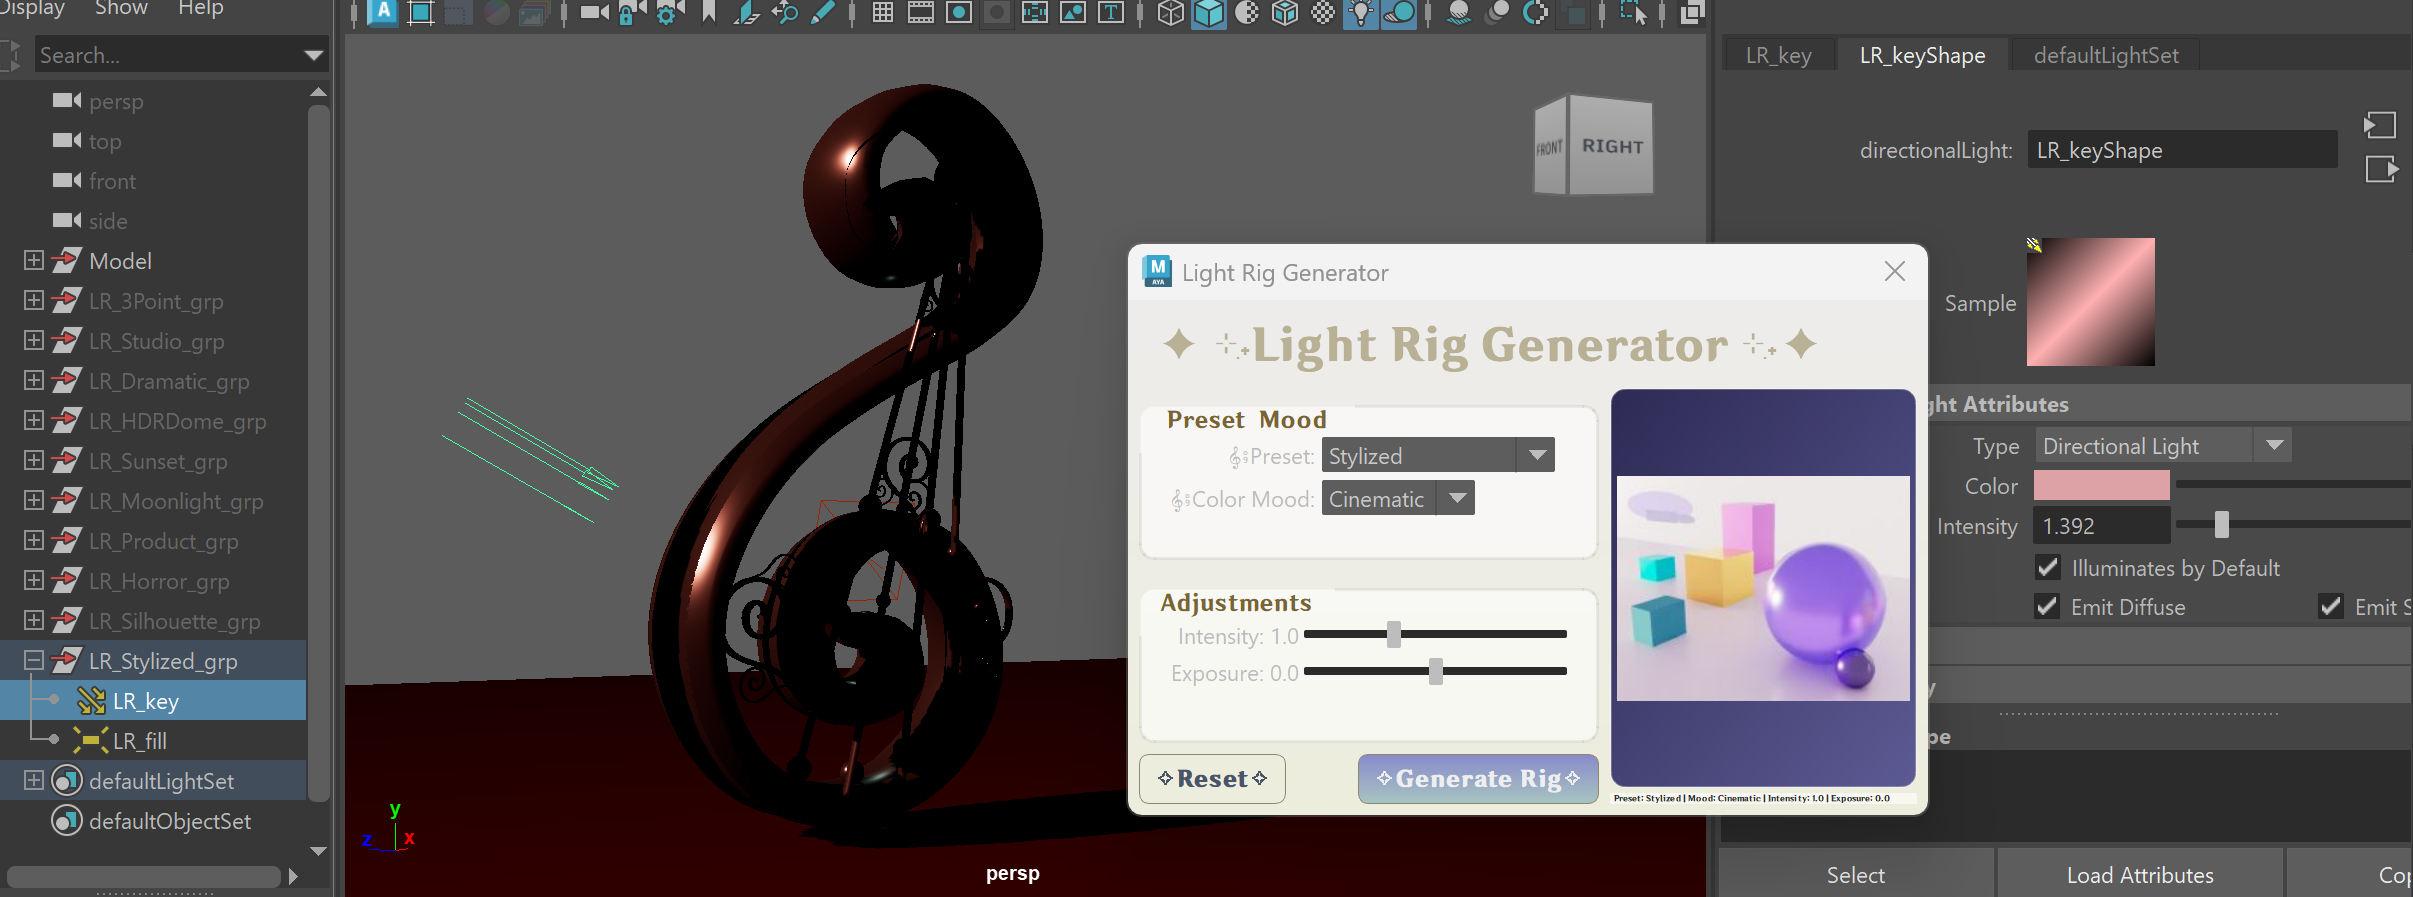 Display Show Help
Search...
persp
top
front
side
Model
LR_3Point_grp
LR_Studio_grp
LR_Dramatic_grp
LR_HDRDome_grp
LR_Sunset_grp
LR_Moonlight_grp
LR_Product_grp
LR_Horror_grp
LR_Silhouette_grp
LR_Stylized_grp
LR_key
LR_fill
defaultLightSet
defaultObjectSet
A
T
FRONT RIGHT
y
z x
persp
M
AYA
Light Rig Generator
Light Rig Generator
Preset Mood
Preset: Stylized
Color Mood: Cinematic
Adjustments
Intensity: 1.0
Exposure: 0.0
Reset
Generate Rig
Preset: Stylized | Mood: Cinematic | Intensity: 1.0 | Exposure: 0.0
LR_key LR_keyShape defaultLightSet
directionalLight: LR_keyShape
Sample
ght Attributes
Type Directional Light
Color
Intensity 1.392
Illuminates by Default
Emit Diffuse Emit S
y
pe
Select Load Attributes Cop